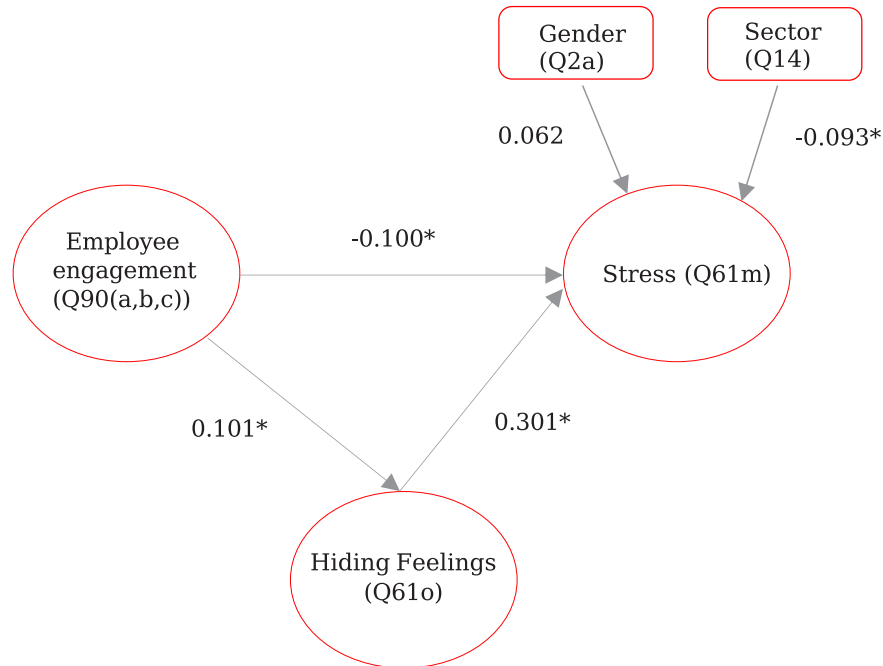 Gender
(Q2a)
Sector
(Q14)
0.062
-0.093*
Employee
engagement
(Q90(a,b,c))
-0.100*
Stress (Q61m)
0.101*
0.301*
Hiding Feelings
(Q61o)